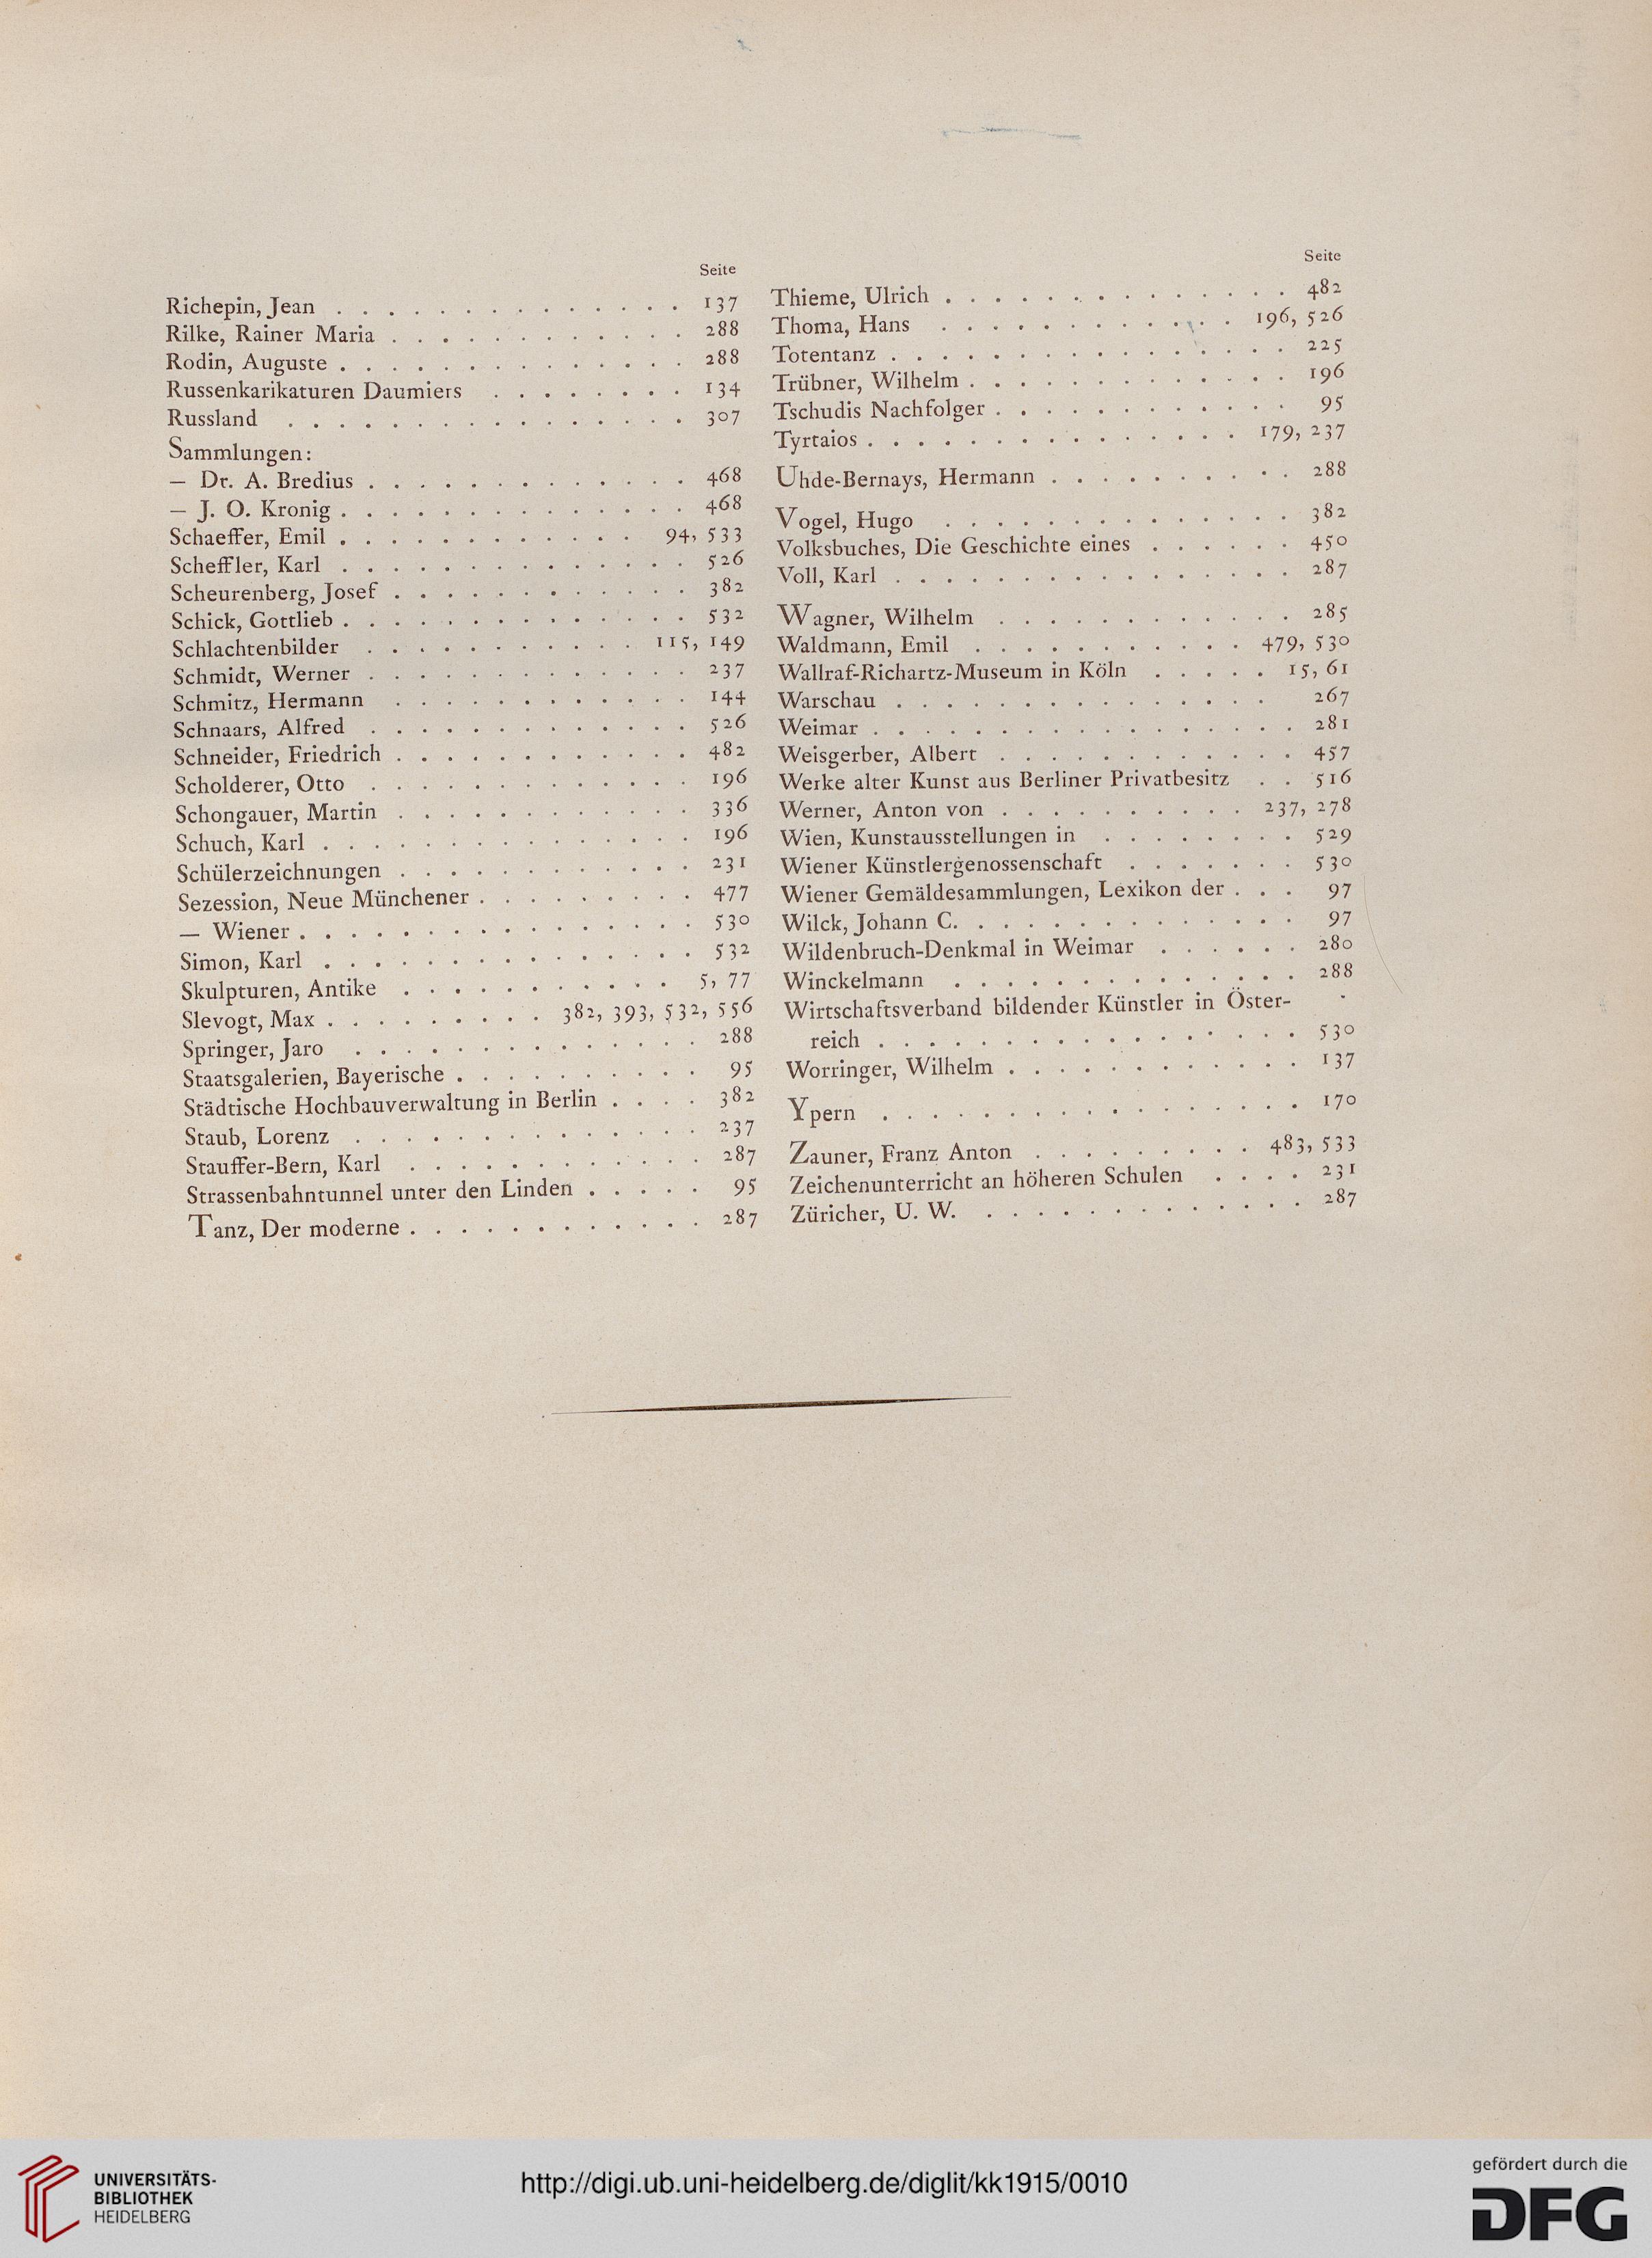 Seite
Richepin, Jean . . . . . . . . . . . . . . 137
Rilke, Rainer Maria . . . . . . . . . . . . 288
Rodin, Auguste . . . . . . . . . . . . . . 288
Russenkarikaturen Daumiers . . . . . . . . 134
Russland . . . . . . . . . . . . . . . . 307
Sammlungen:
— Dr. A. Bredius . . . . . . . . . . . . . 468
— J. O. Kronig . . . . . . . . . . . . . . 468
Schaeffer, Emil . . . . . . . . . . . . 94, 533
Scheffler, Karl . . . . . . . . . . . . . . 526
Scheurenberg, Josef . . . . . . . . . . . . 382
Schick, Gottlieb . . . . . . . . . . . . . . 532
Schlachtenbilder . . . . . . . . . . . 115, 149
Schmidt, Werner . . . . . . . . . . . . . 237
Schmitz, Hermann . . . . . . . . . . . . 144
Schnaars, Alfred . . . . . . . . . . . . . 526
Schneider, Friedrich . . . . . . . . . . . . 482
Scholderer, Otto . . . . . . . . . . . . . 196
Schongauer, Martin . . . . . . . . . . . . 336
Schuch, Karl . . . . . . . . . . . . . . . 196
Schülerzeichnungen . . . . . . . . . . . . 231
Sezession, Neue Münchener . . . . . . . . . 477
— Wiener . . . . . . . . . . . . . . . . 530
Simon, Karl . . . . . . . . . . . . . . . 532
Skulpturen, Antike . . . . . . . . . . . 5, 77
Slevogt, Max . . . . . . . . . 382, 393, 532, 556
Springer, Jaro . . . . . . . . . . . . . . 288
Staatsgalerien, Bayerische . . . . . . . . . . 95
Städtische Hochbauverwaltung in Berlin . . . . 382
Staub, Lorenz . . . . . . . . . . . . . . 237
Stauffer-Bern, Karl . . . . . . . . . . . . 287
Strassenbahntunnel unter den Linden . . . . . 95
Tanz, Der moderne . . . . . . . . . . . . 287
Seite
Thieme, Ulrich . . . . . . . . . . . . . . 482
Thoma, Hans . . . . . . . . . . . . 196, 526
Totentanz . . . . . . . . . . . . . . . . 225
Trübner, Wilhelm . . . . . . . . . . . . . 196
Tschudis Nachfolger . . . . . . . . . . . . 95
Tyrtaios . . . . . . . . . . . . . . . 179, 237
Uhde-Bernays, Hermann . . . . . . . . . . 288
Vogel, Hugo . . . . . . . . . . . . . . 382
Volksbuches, Die Geschichte eines . . . . . . 450
Voll, Karl . . . . . . . . . . . . . . . . 287
Wagner, Wilhelm . . . . . . . . . . . . 285
Waldmann, Emil . . . . . . . . . . . 479, 530
Wallraf-Richartz-Museum in Köln . . . . . 15, 61
Warschau . . . . . . . . . . . . . . . 267
Weimar . . . . . . . . . . . . . . . . . 281
Weisgerber, Albert . . . . . . . . . . . . 457
Werke alter Kunst aus Berliner Privatbesitz . . 516
Werner, Anton von . . . . . . . . . . 237, 278
Wien, Kunstausstellungen in . . . . . . . . 529
Wiener Künstlergenossenschaft . . . . . . . 530
Wiener Gemäldesammlungen, Lexikon der . . . 97
Wilck, Johann C. . . . . . . . . . . . . . 97
Wildenbruch-Denkmal in Weimar . . . . . . 280
Winckelmann . . . . . . . . . . . . . . 288
Wirtschaftsverband bildender Künstler in Öster-
reich . . . . . . . . . . . . . . . . . 530
Worringer, Wilhelm . . . . . . . . . . . . 137
Ypern . . . . . . . . . . . . . . . . . 170
Zauner, Franz Anton . . . . . . . . . 483, 533
Zeichenunterricht an höheren Schulen . . . . 231
Züricher, U. W. . . . . . . . . . . . . . 287
UNIVERSITÄTS-
BIBLIOTHEK
HEIDELBERG
http://digi.ub.uni-heidelberg.de/diglit/kk1915/0010
gefördert durch die
DFG